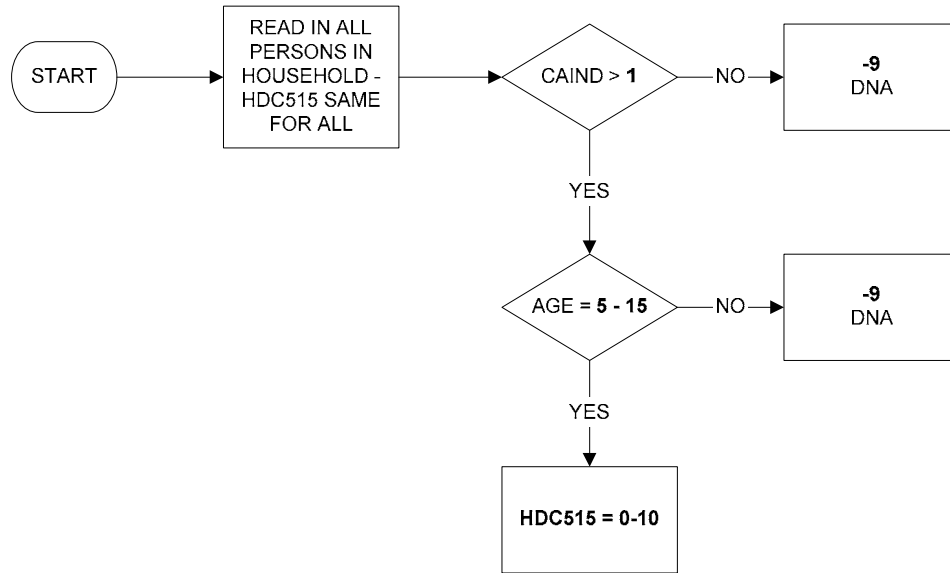 START
READ IN ALL
PERSONS IN
HOUSEHOLD -
HDC515 SAME
FOR ALL
CAIND > 1
NO
-9
DNA
YES
AGE = 5 - 15
NO
-9
DNA
YES
HDC515 = 0-10